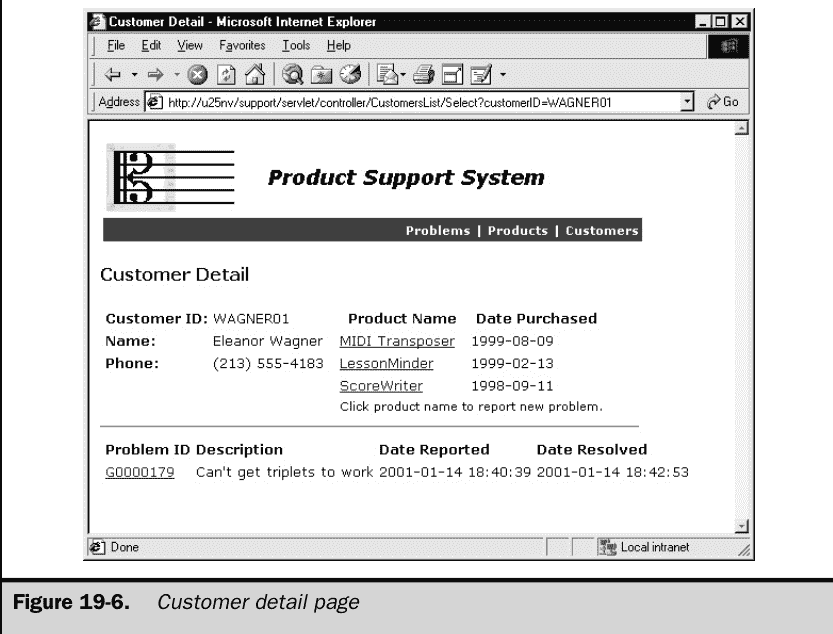 Customer Detail - Microsoft Internet Explorer
File Edit View Favorites Tools Help
Address http://u25nv/support/servlet/controller/CustomersList/Select?customerID=WAGNER01 Go
Product Support System
Problems | Products | Customers
Customer Detail
Customer ID: WAGNER01 Product Name Date Purchased
Name: Eleanor Wagner MIDI Transposer 1999-08-09
Phone: (213) 555-4183 LessonMinder 1999-02-13
ScoreWriter 1998-09-11
Click product name to report new problem.
Problem ID Description Date Reported Date Resolved
G0000179 Can't get triplets to work 2001-01-14 18:40:39 2001-01-14 18:42:53
Done Local intranet
Figure 19-6. Customer detail page